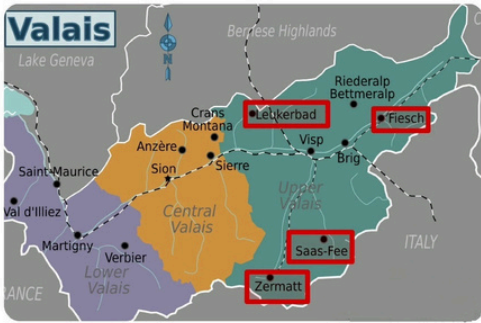 Valais
Lake Geneva
Bernese Highlands
Riederalp
Bettmeralp
Crans
Montana
Leukerbad
Fiesch
Anzère
Visp
Saint-Maurice
Sion
Sierre
Brig
Val d'Illiez
Central
Valais
Upper
Valais
Martigny
Verbier
Saas-Fee
ITALY
Lower
Valais
Zermatt
RANCE